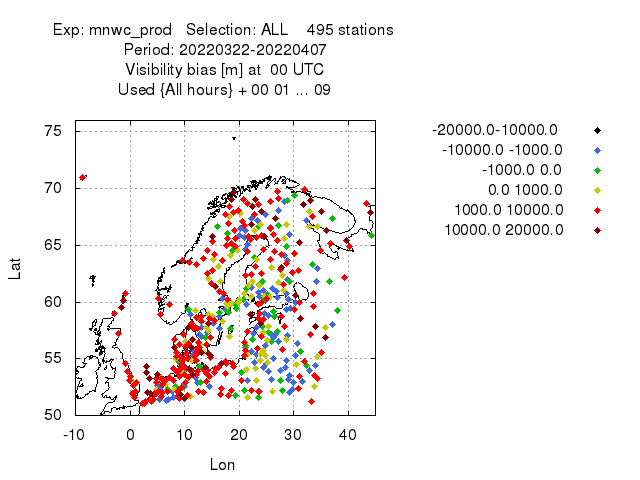 Exp: mnwc_prod   Selection: ALL    495 stations
Period: 20220322-20220407
Visibility bias [m] at  00 UTC
Used {All hours} + 00 01 ... 09
-20000.0-10000.0
-10000.0 -1000.0
-1000.0 0.0
0.0 1000.0
1000.0 10000.0
10000.0 20000.0
75
70
65
60
55
50
Lat
-10 0 10 20 30 40
Lon